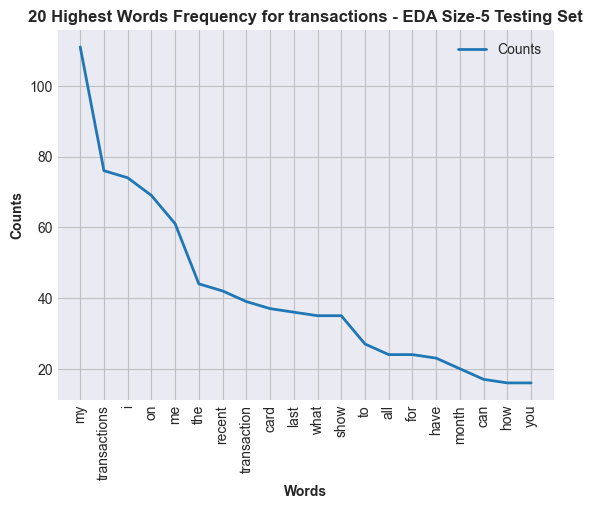 20 Highest Words Frequency for transactions - EDA Size-5 Testing Set
Counts
100
80
60
40
20
Counts
my
transactions
i
on
me
the
recent
transaction
card
last
what
show
to
all
for
have
month
can
how
you
Words